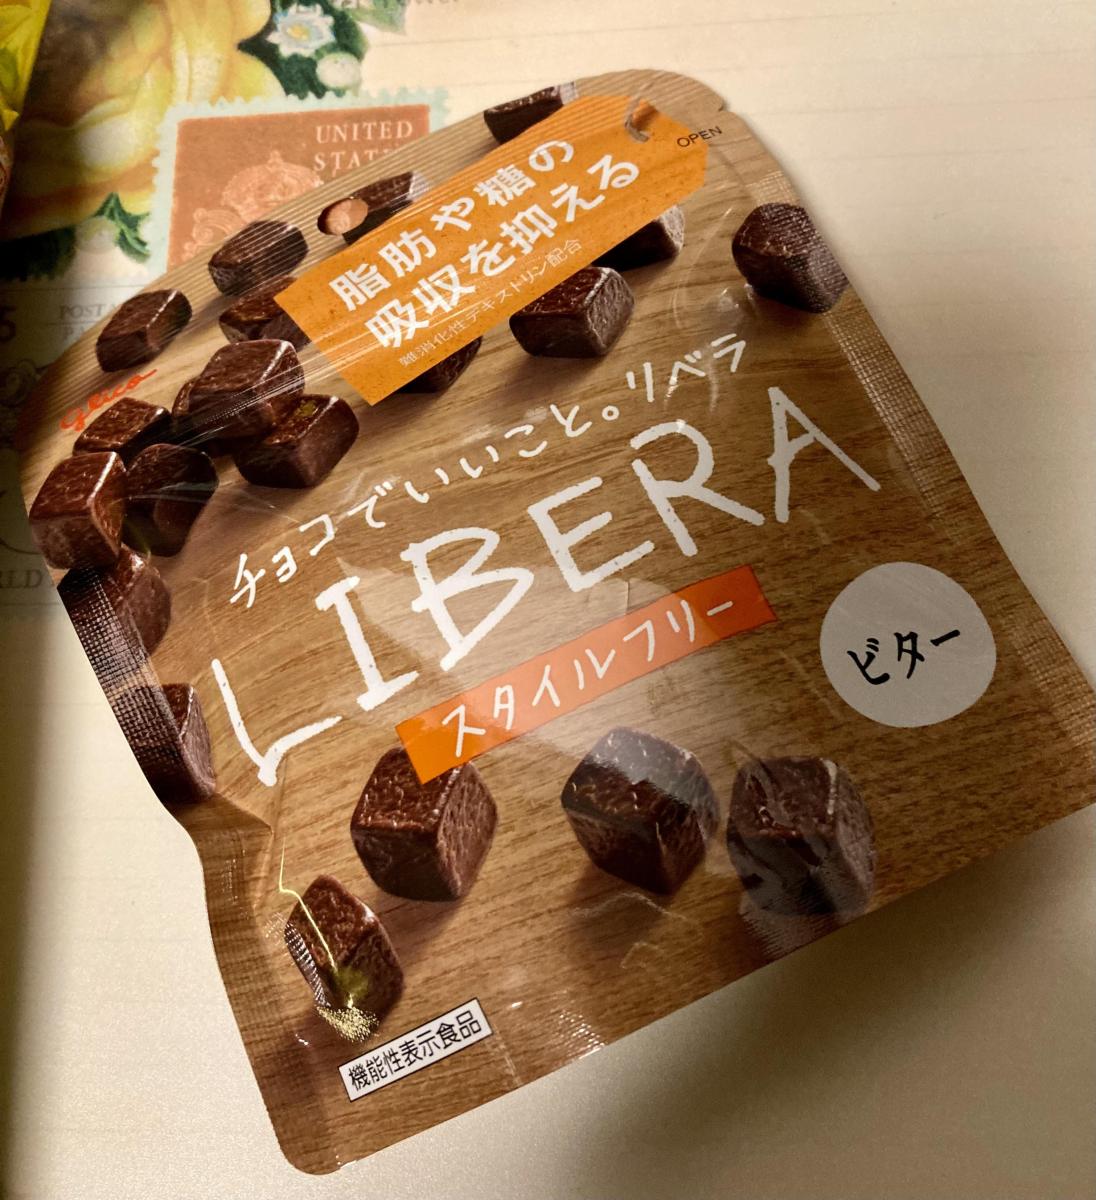 UNITED
STAT
OPEN
脂肪や糖の
吸収を抑える
難消化性デキストリン配合
glico
チョコでいいこと。リベラ
LIBERA
スタイルフリー
ビター
機能性表示食品